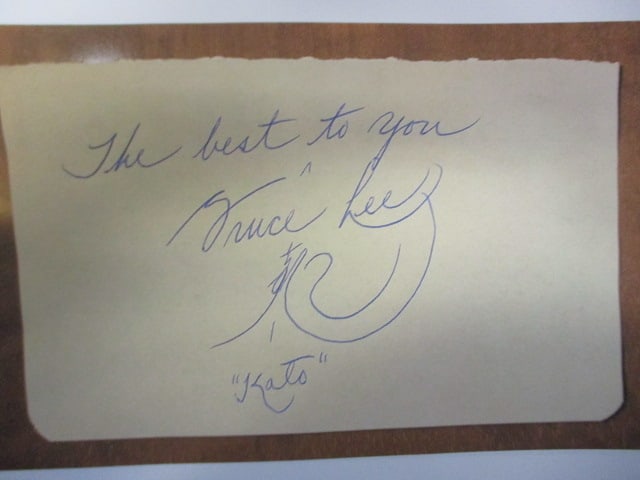 The best to you
Bruce Lee
"Kato"